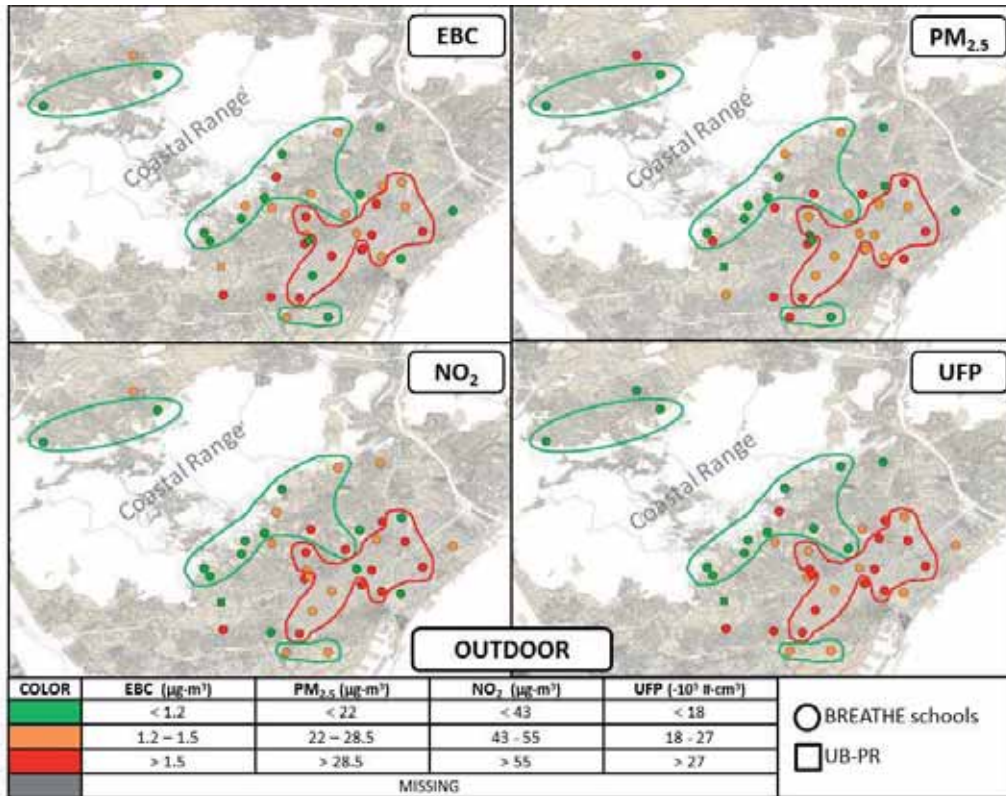 EBC
Coastal Range
PM2.5
Coastal Range
NO2
Coastal Range
UFP
Coastal Range
OUTDOOR
COLOR EBC (µg·m³) PM2.5 (µg·m³) NO2 (µg·m³) UFP (·10³ #·cm³)
< 1.2 < 22 < 43 < 18
1.2 – 1.5 22 – 28.5 43 - 55 18 - 27
> 1.5 > 28.5 > 55 > 27
MISSING
BREATHE schools
UB-PR